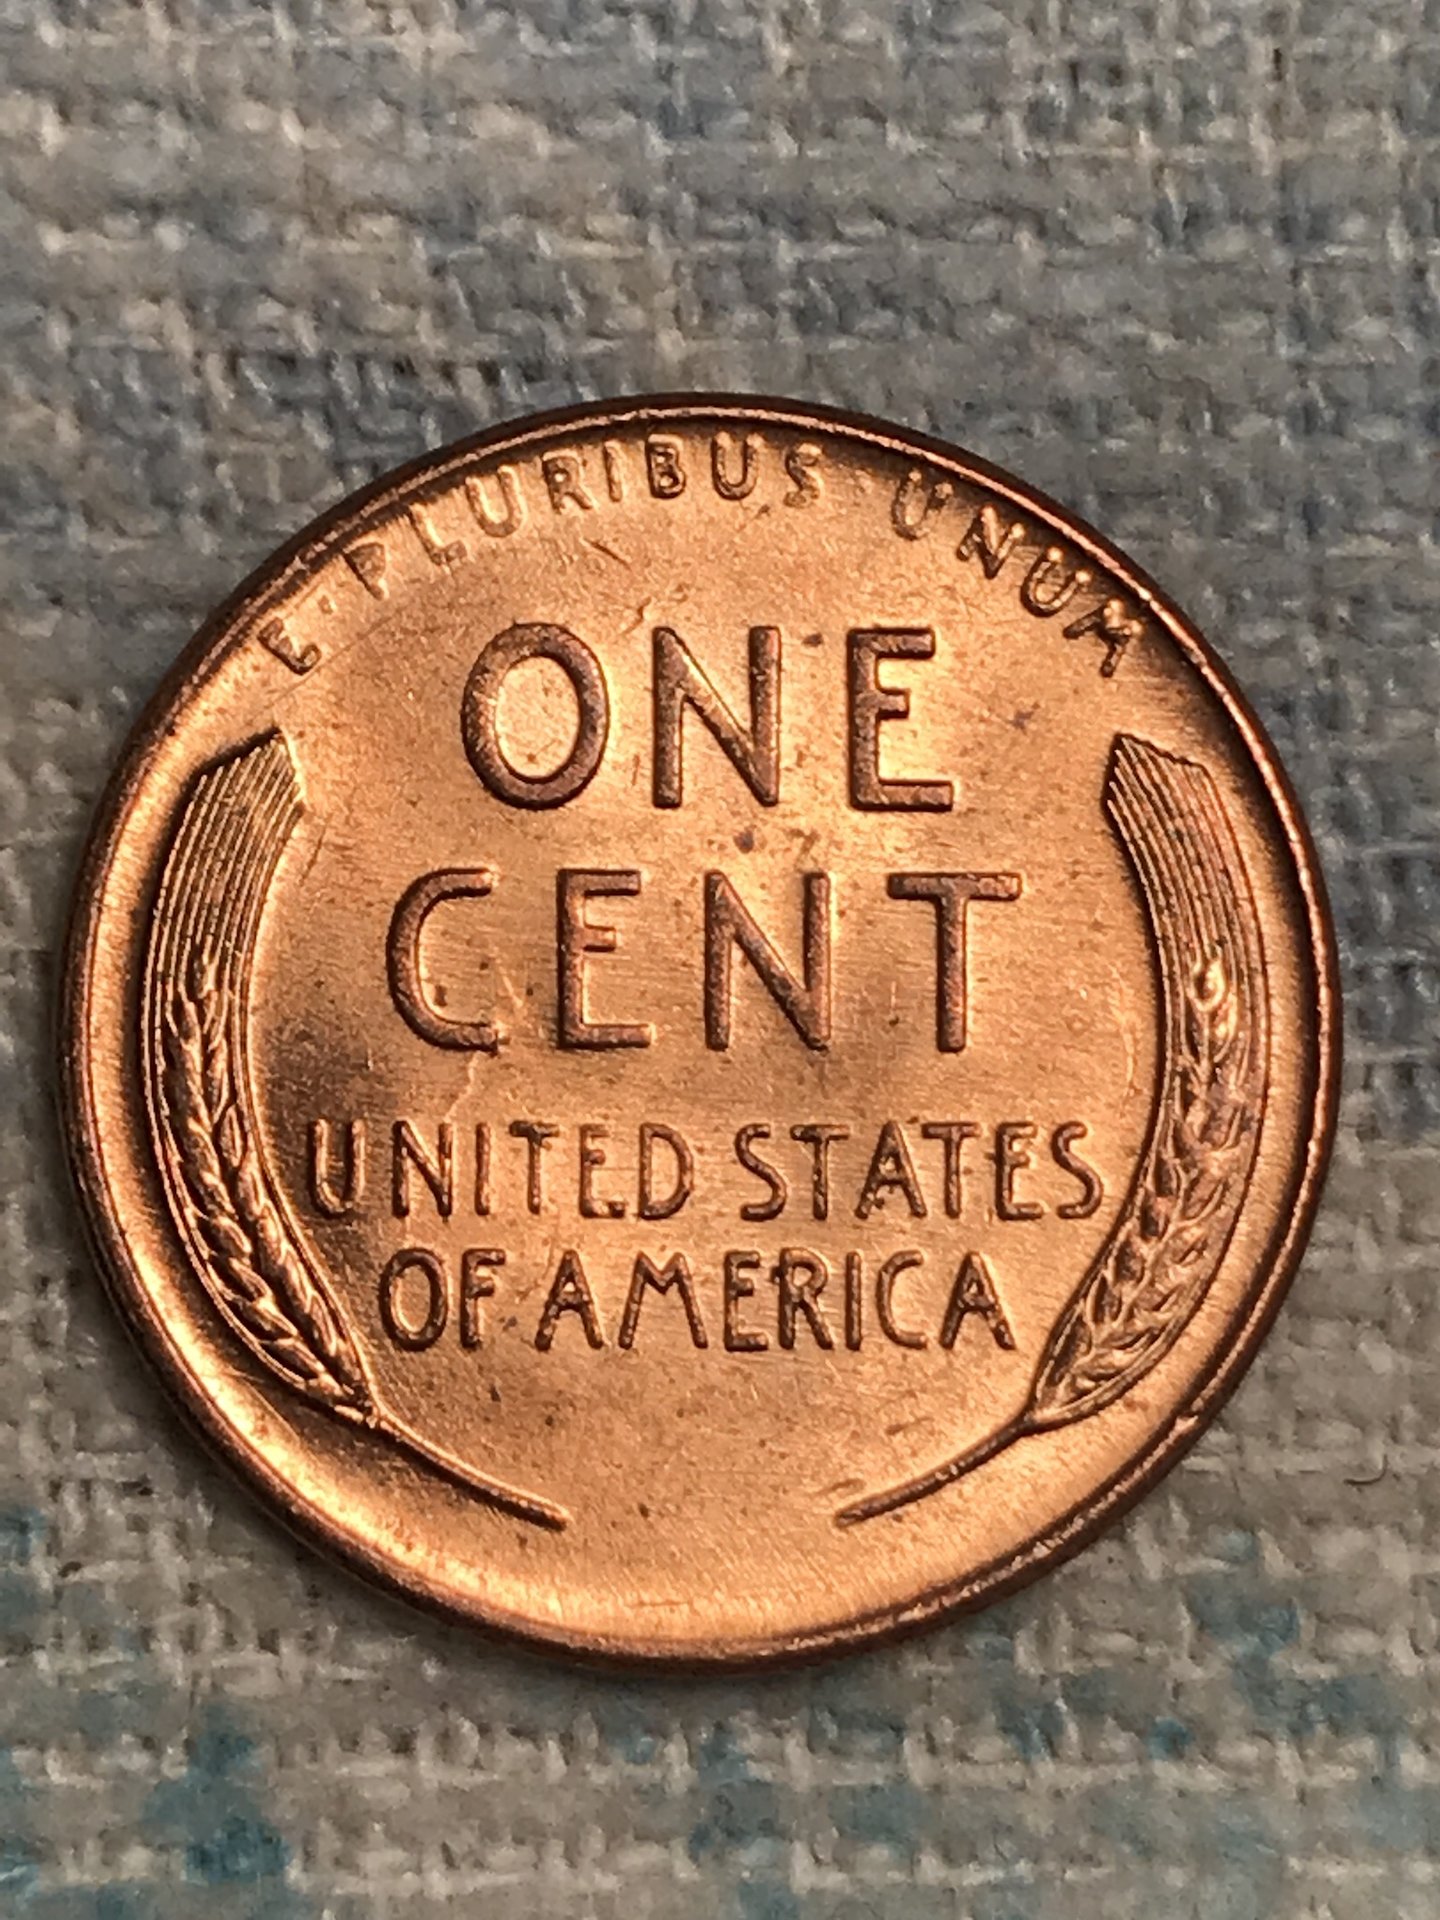 E·PLURIBUS·UNUM
ONE
CENT
UNITED STATES
OF AMERICA